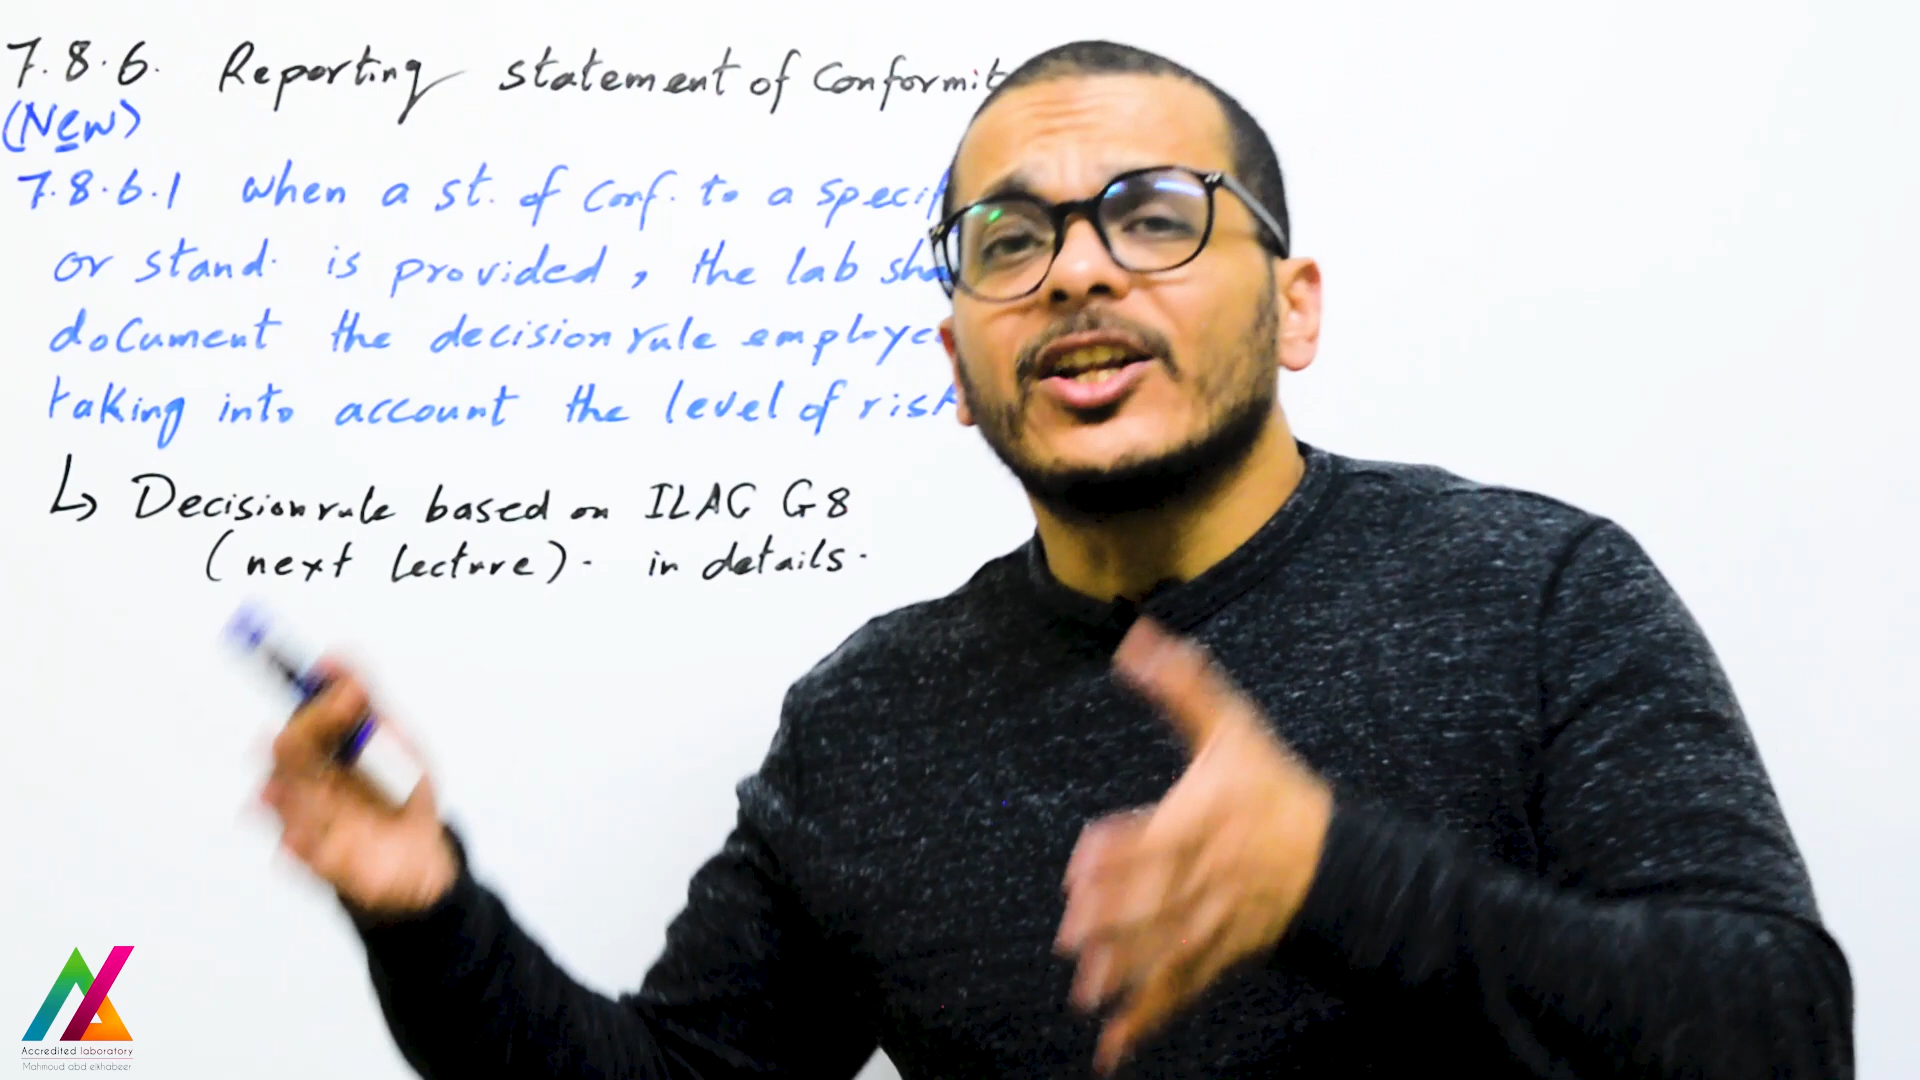 7.8.6. Reporting statement of Conformit
(New)
7.8.6.1 when a st. of Conf. to a specif
or stand. is provided, the lab sha
document the decision rule employe
taking into account the level of risk
↳ Decision rule based on ILAC G8
(next lecture). in details.
Accredited laboratory
Mahmoud abd elkhabeer